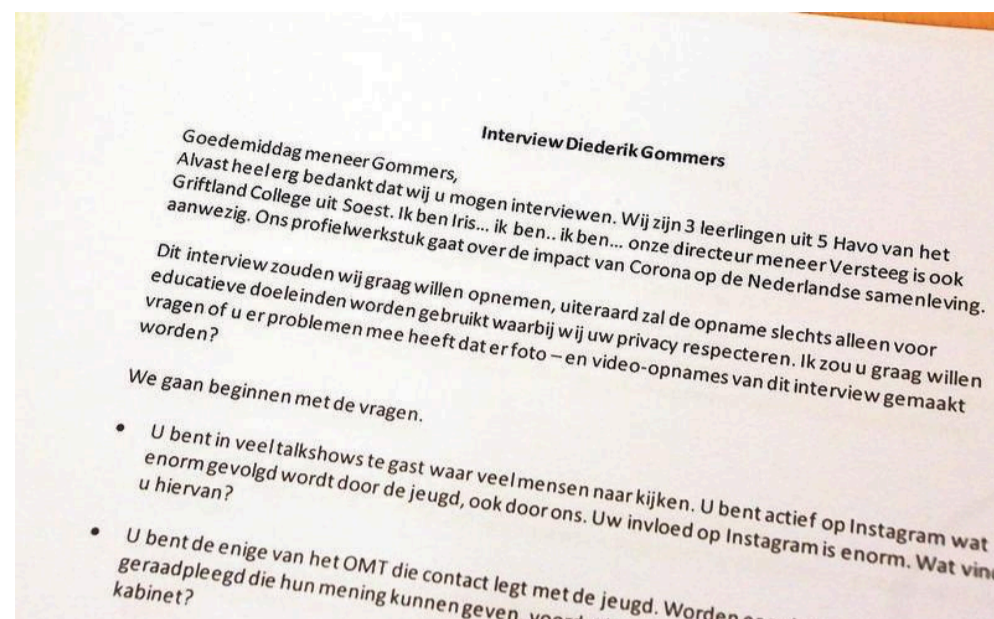 Interview Diederik Gommers
Goedemiddag meneer Gommers,
Alvast heel erg bedankt dat wij u mogen interviewen. Wij zijn 3 leerlingen uit 5 Havo van het
Griftland College uit Soest. Ik ben Iris... ik ben.. ik ben... onze directeur meneer Versteeg is ook
aanwezig. Ons profielwerkstuk gaat over de impact van Corona op de Nederlandse samenleving.
Dit interview zouden wij graag willen opnemen, uiteraard zal de opname slechts alleen voor
educatieve doeleinden worden gebruikt waarbij wij uw privacy respecteren. Ik zou u graag willen
vragen of u er problemen mee heeft dat er foto – en video-opnames van dit interview gemaakt
worden?
We gaan beginnen met de vragen.
• U bent in veel talkshows te gast waar veel mensen naar kijken. U bent actief op Instagram wat
enorm gevolgd wordt door de jeugd, ook door ons. Uw invloed op Instagram is enorm. Wat
u hiervan?
• U bent de enige van het OMT die contact legt met de jeugd. Worden
geraadpleegd die hun mening kunnen geven
kabinet?